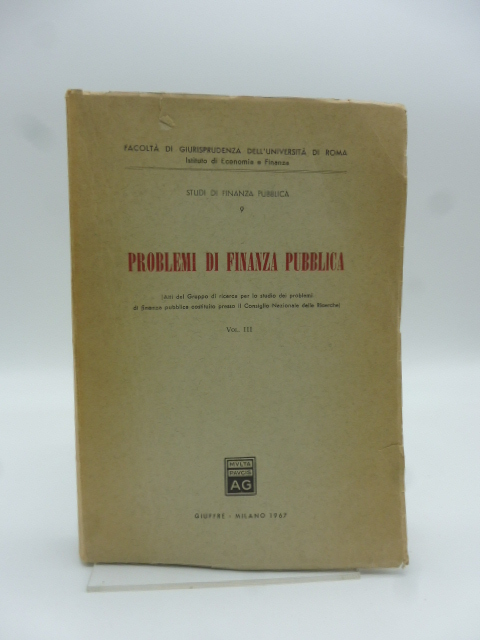 FACOLTÀ DI GIURISPRUDENZA DELL'UNIVERSITÀ DI ROMA
Istituto di Economia e Finanza
STUDI DI FINANZA PUBBLICA
9
PROBLEMI DI FINANZA PUBBLICA
(Atti del Gruppo di ricerca per lo studio dei problemi
di finanza pubblica costituito presso il Consiglio Nazionale delle Ricerche)
VOL. III
MVLTA
PAVCIS
AG
GIUFFRÈ - MILANO 1967